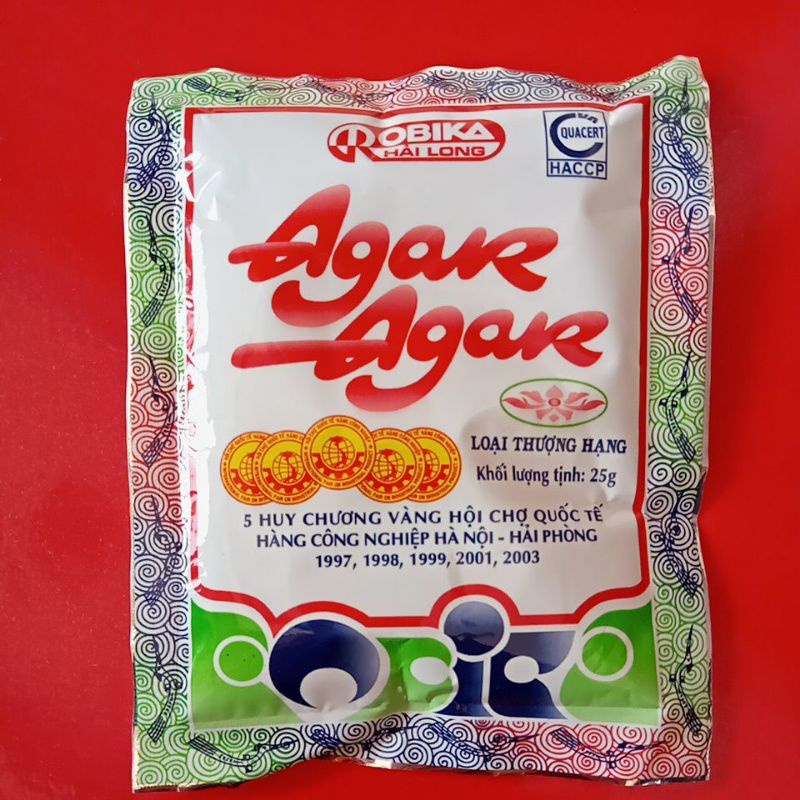 ROBIKA
HẢI LONG
QUACERT
HACCP
Agar
Agar
LOẠI THƯỢNG HẠNG
Khối lượng tịnh: 25g
5 HUY CHƯƠNG VÀNG HỘI CHỢ QUỐC TẾ
HÀNG CÔNG NGHIỆP HÀ NỘI - HẢI PHÒNG
1997, 1998, 1999, 2001, 2003